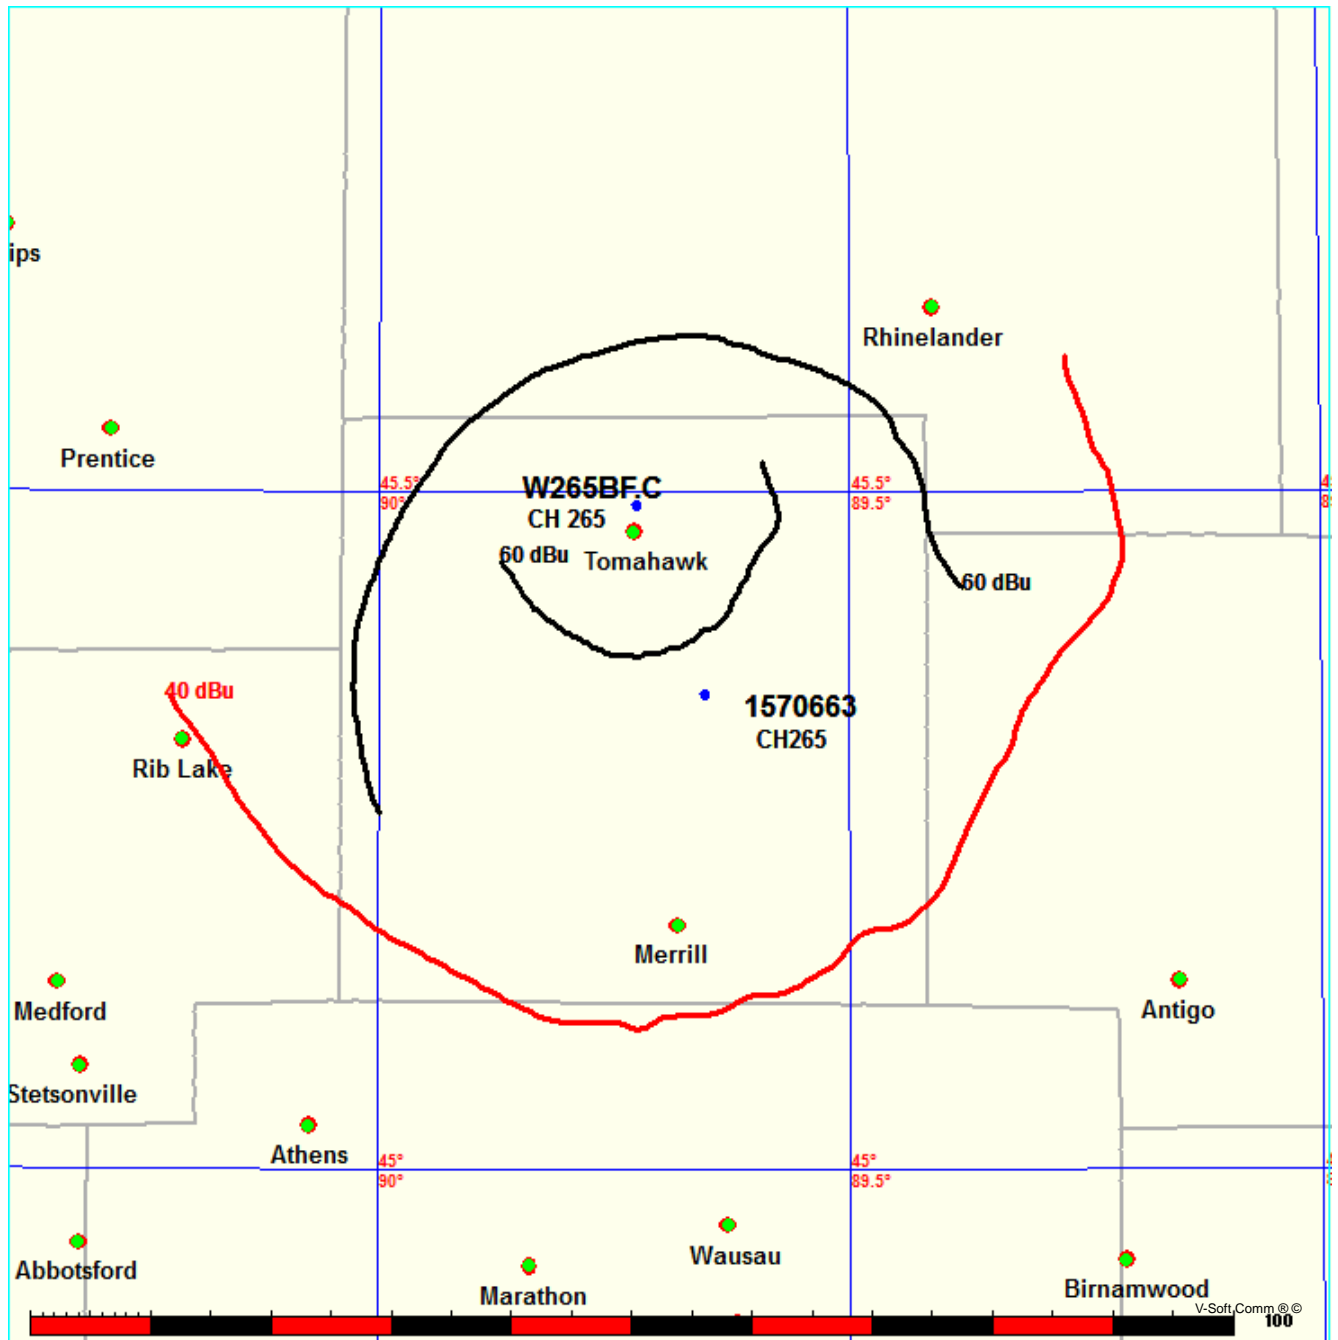 ips
Rhinelander
Prentice
45.5°
90°
W265BF.C
CH 265
45.5°
89.5°
60 dBu
Tomahawk
60 dBu
40 dBu
1570663
CH265
Rib Lake
Merrill
Medford
Antigo
Stetsonville
Athens
45°
90°
45°
89.5°
Wausau
Abbotsford
Marathon
Birnamwood
V-Soft Comm ® ©
100